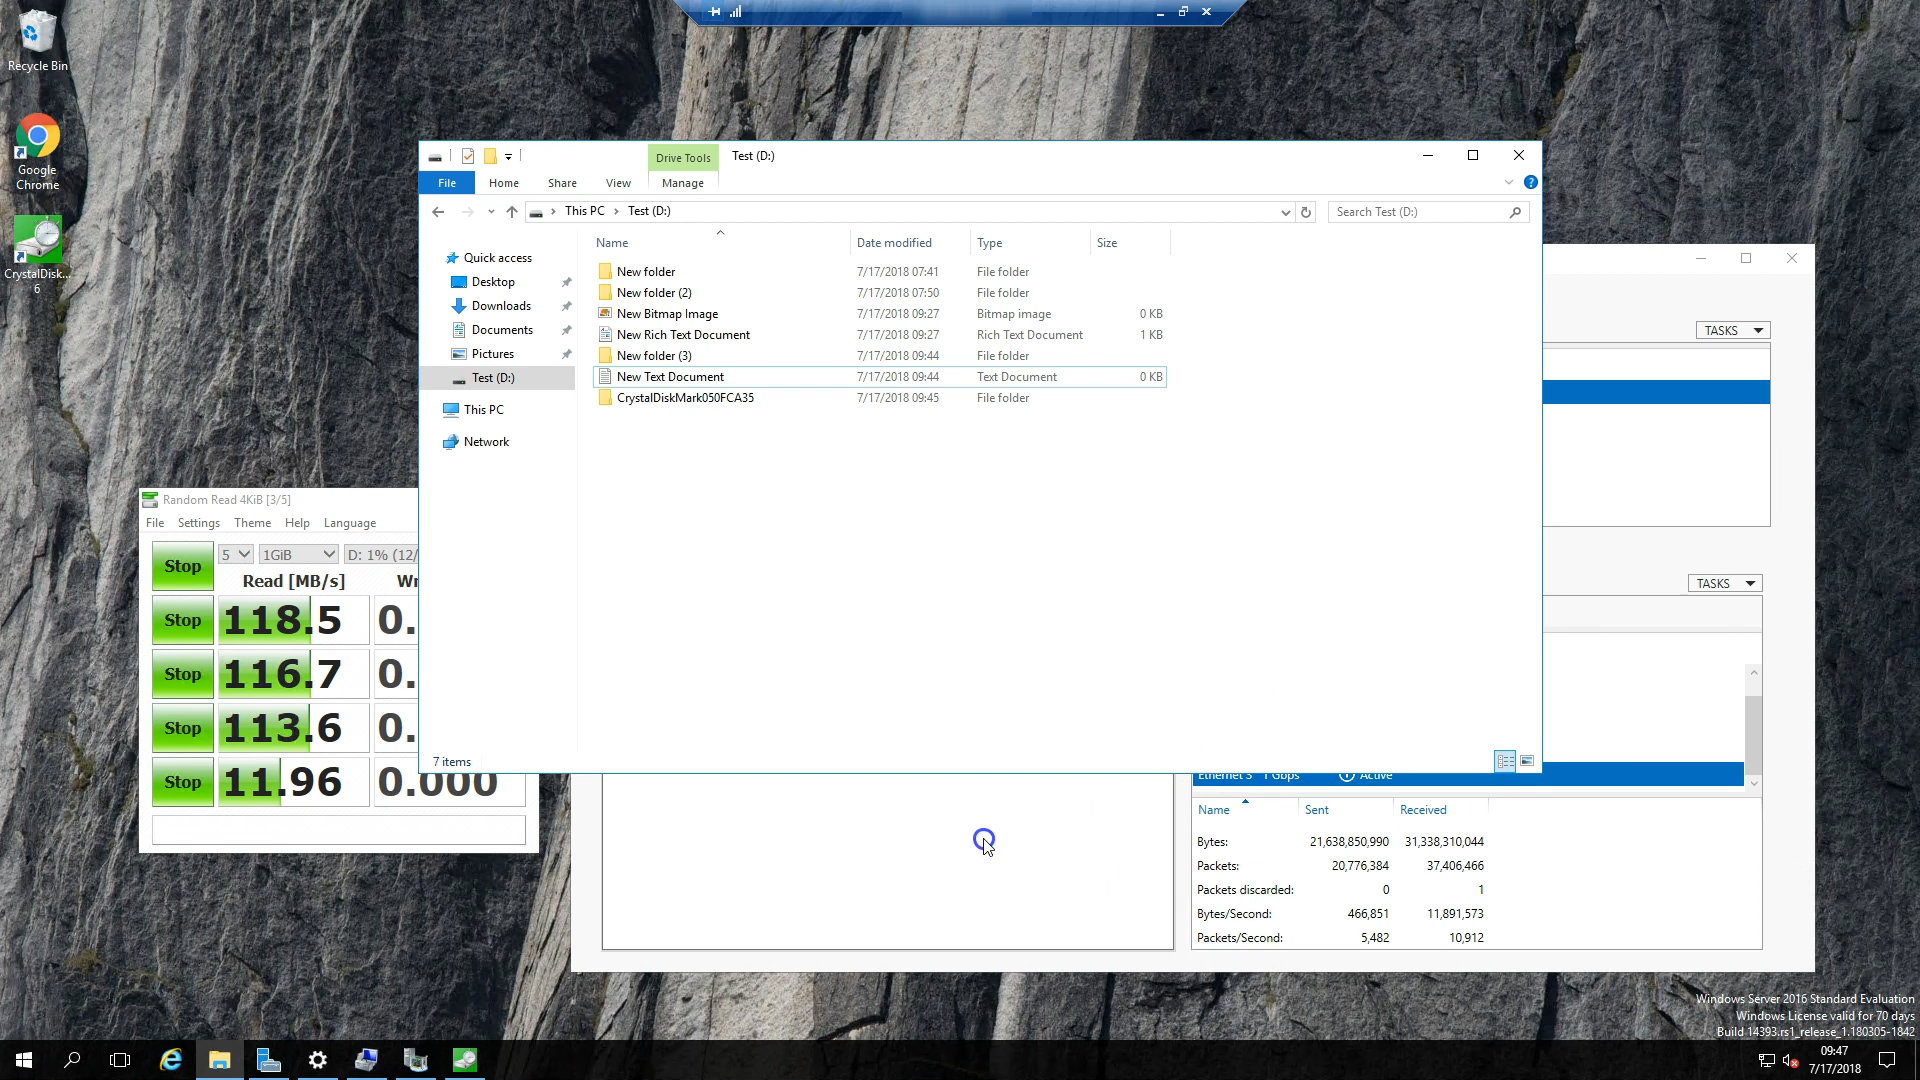 Recycle Bin
Google
Chrome
CrystalDisk...
6
Drive Tools
Test (D:)
File
Home
Share
View
Manage
This PC
Test (D:)
Search Test (D:)
Quick access
Desktop
Downloads
Documents
Pictures
Test (D:)
This PC
Network
Name
Date modified
Type
Size
New folder
7/17/2018 07:41
File folder
New folder (2)
7/17/2018 07:50
File folder
New Bitmap Image
7/17/2018 09:27
Bitmap image
0 KB
New Rich Text Document
7/17/2018 09:27
Rich Text Document
1 KB
New folder (3)
7/17/2018 09:44
File folder
New Text Document
7/17/2018 09:44
Text Document
0 KB
CrystalDiskMark050FCA35
7/17/2018 09:45
File folder
7 items
TASKS
TASKS
Random Read 4KiB [3/5]
File
Settings
Theme
Help
Language
Stop
5
1GiB
D: 1% (12/
Read [MB/s]
Wr
Stop
118.5
0.
Stop
116.7
0.
Stop
113.6
0.
Stop
11.96
0.000
Ethernet 3
1 Gbps
Active
Name
Sent
Received
Bytes:
21,638,850,990
31,338,310,044
Packets:
20,776,384
37,406,466
Packets discarded:
0
1
Bytes/Second:
466,851
11,891,573
Packets/Second:
5,482
10,912
Windows Server 2016 Standard Evaluation
Windows License valid for 70 days
Build 14393.rs1_release_1.180305-1842
09:47
7/17/2018